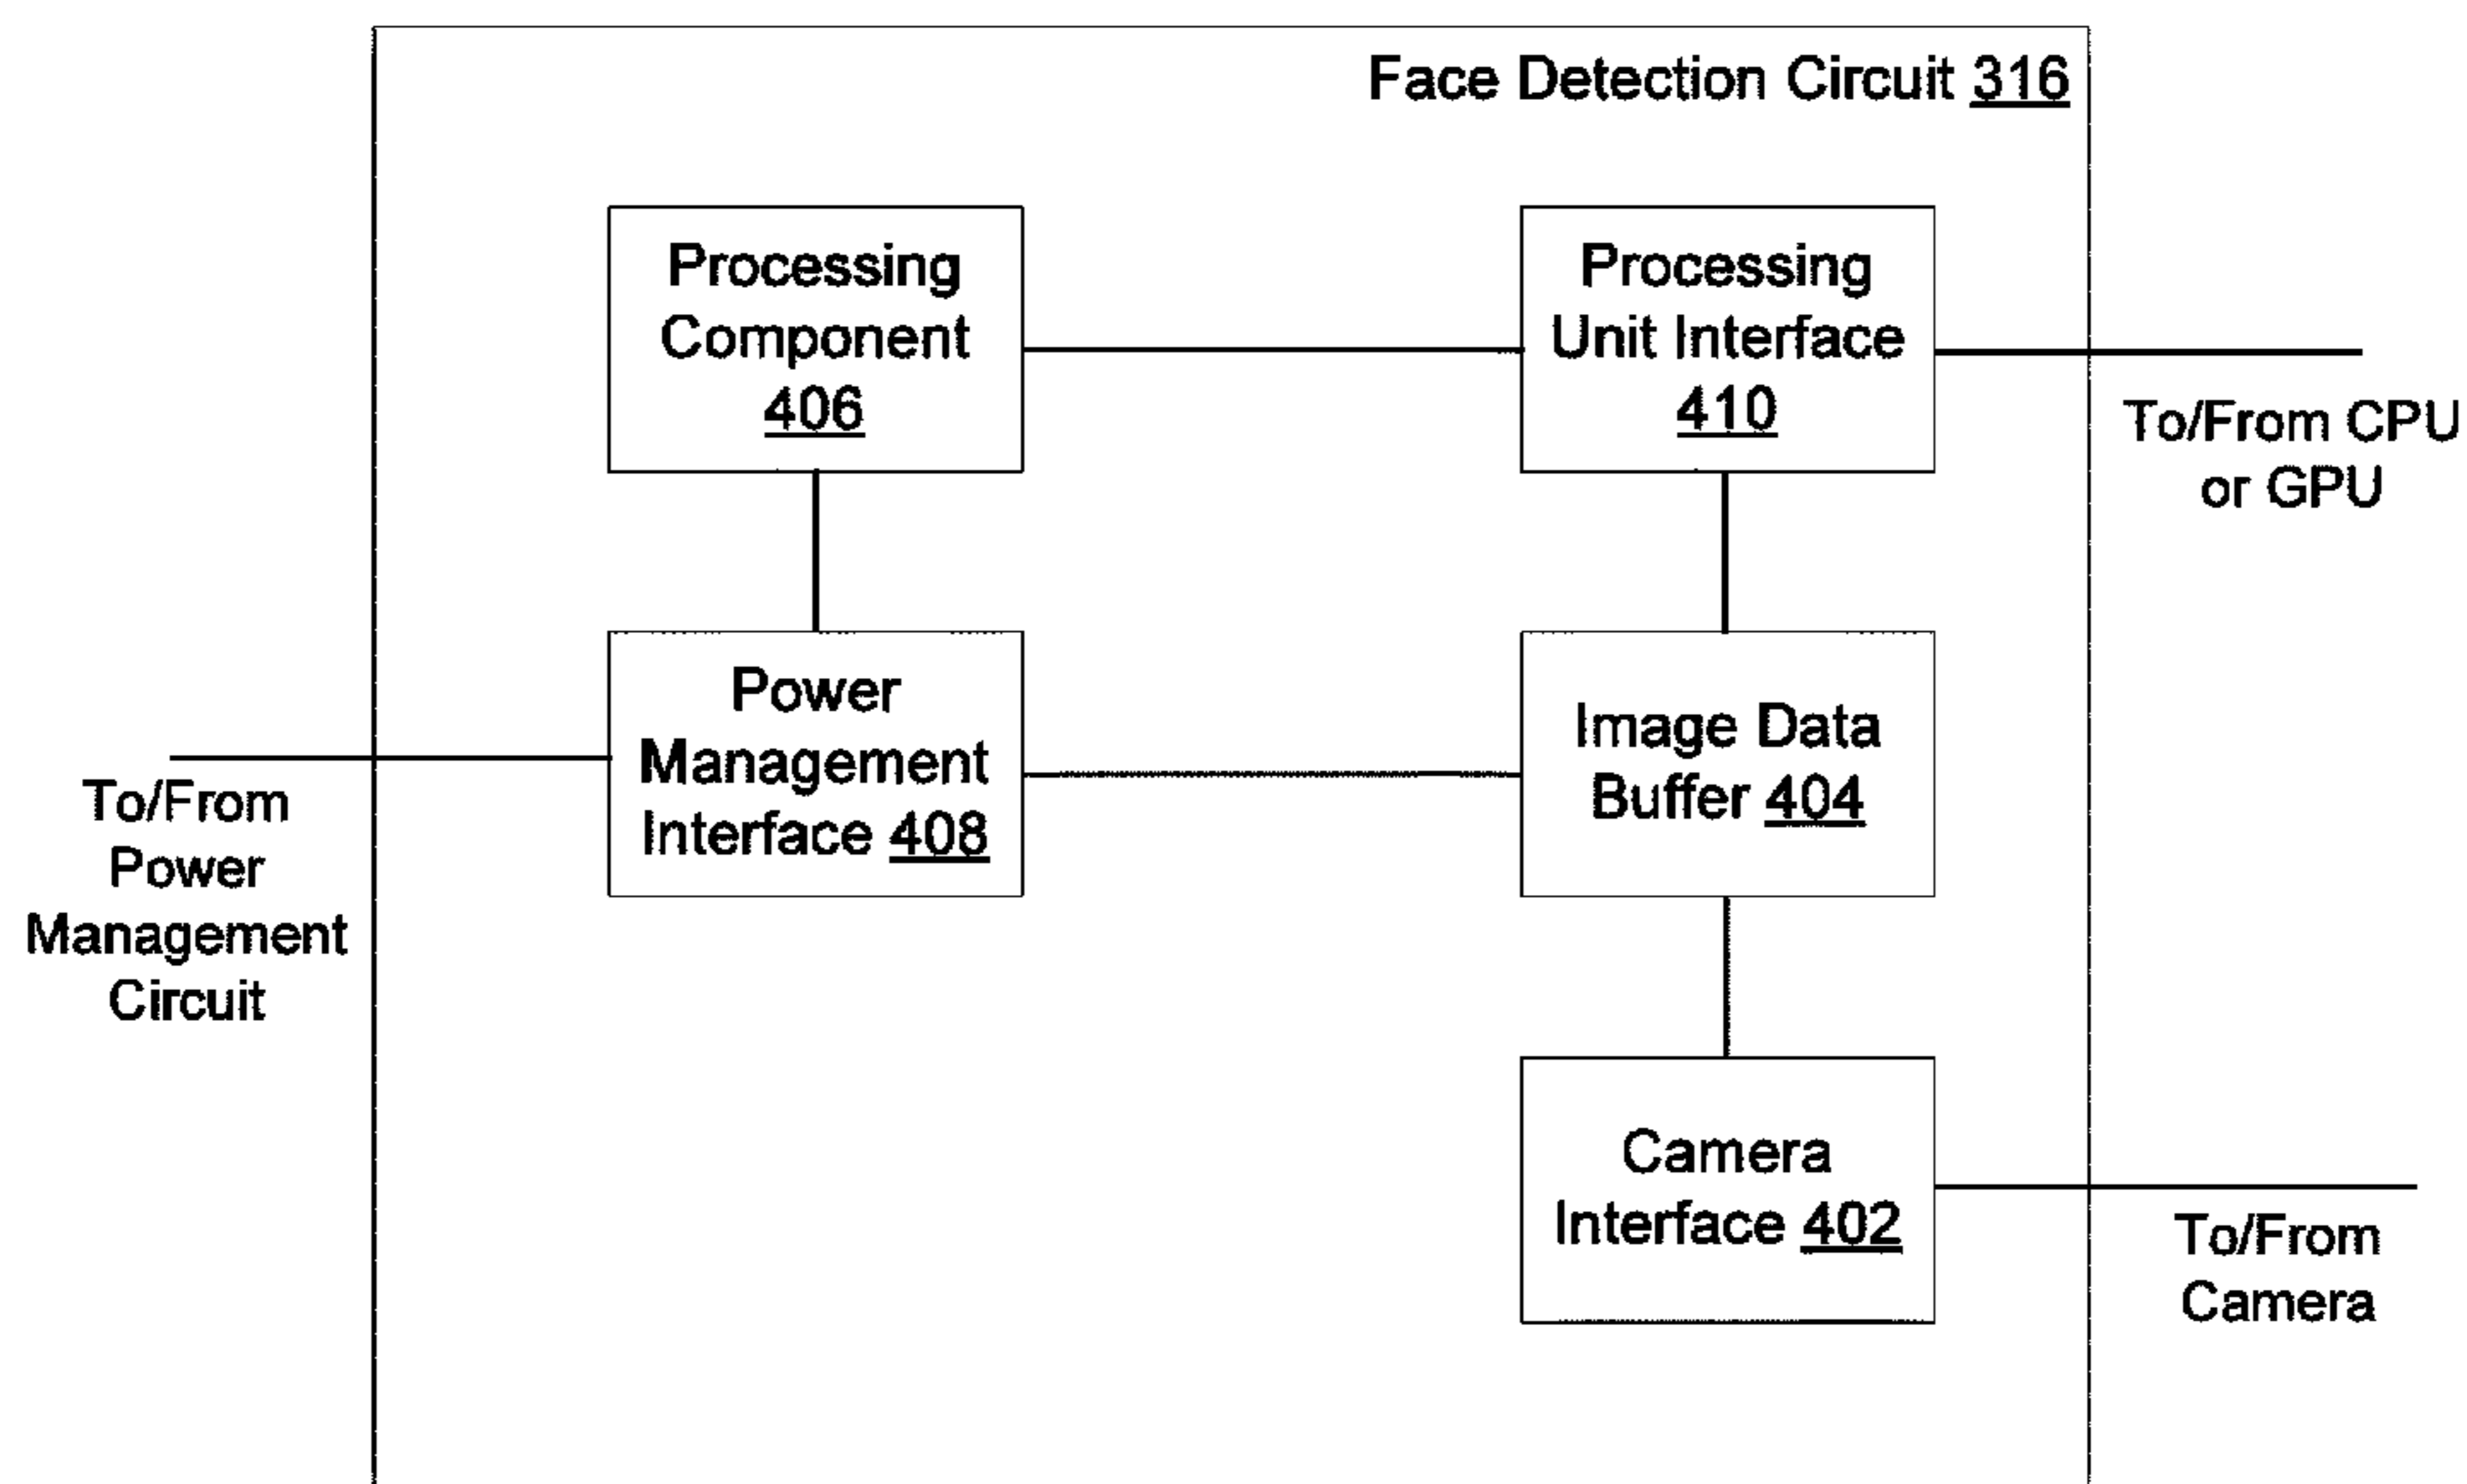 Face Detection Circuit 316
Processing
Component
406
Processing
Unit Interface
410
To/From CPU
or GPU
Power
Management
Interface 408
Image Data
Buffer 404
To/From
Power
Management
Circuit
Camera
Interface 402
To/From
Camera